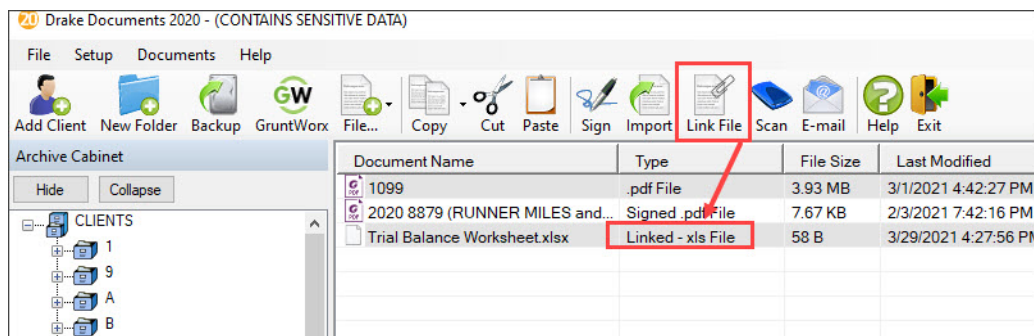 20 Drake Documents 2020 - (CONTAINS SENSITIVE DATA)
File Setup Documents Help
GW
Add Client New Folder Backup GruntWorx File... Copy Cut Paste Sign Import Link File Scan E-mail Help Exit
Archive Cabinet
Hide Collapse
CLIENTS
1
9
A
B
Document Name Type File Size Last Modified
1099 .pdf File 3.93 MB 3/1/2021 4:42:27 PM
2020 8879 (RUNNER MILES and... Signed .pdf File 7.67 KB 2/3/2021 7:42:16 PM
Trial Balance Worksheet.xlsx Linked - xls File 58 B 3/29/2021 4:27:56 PM